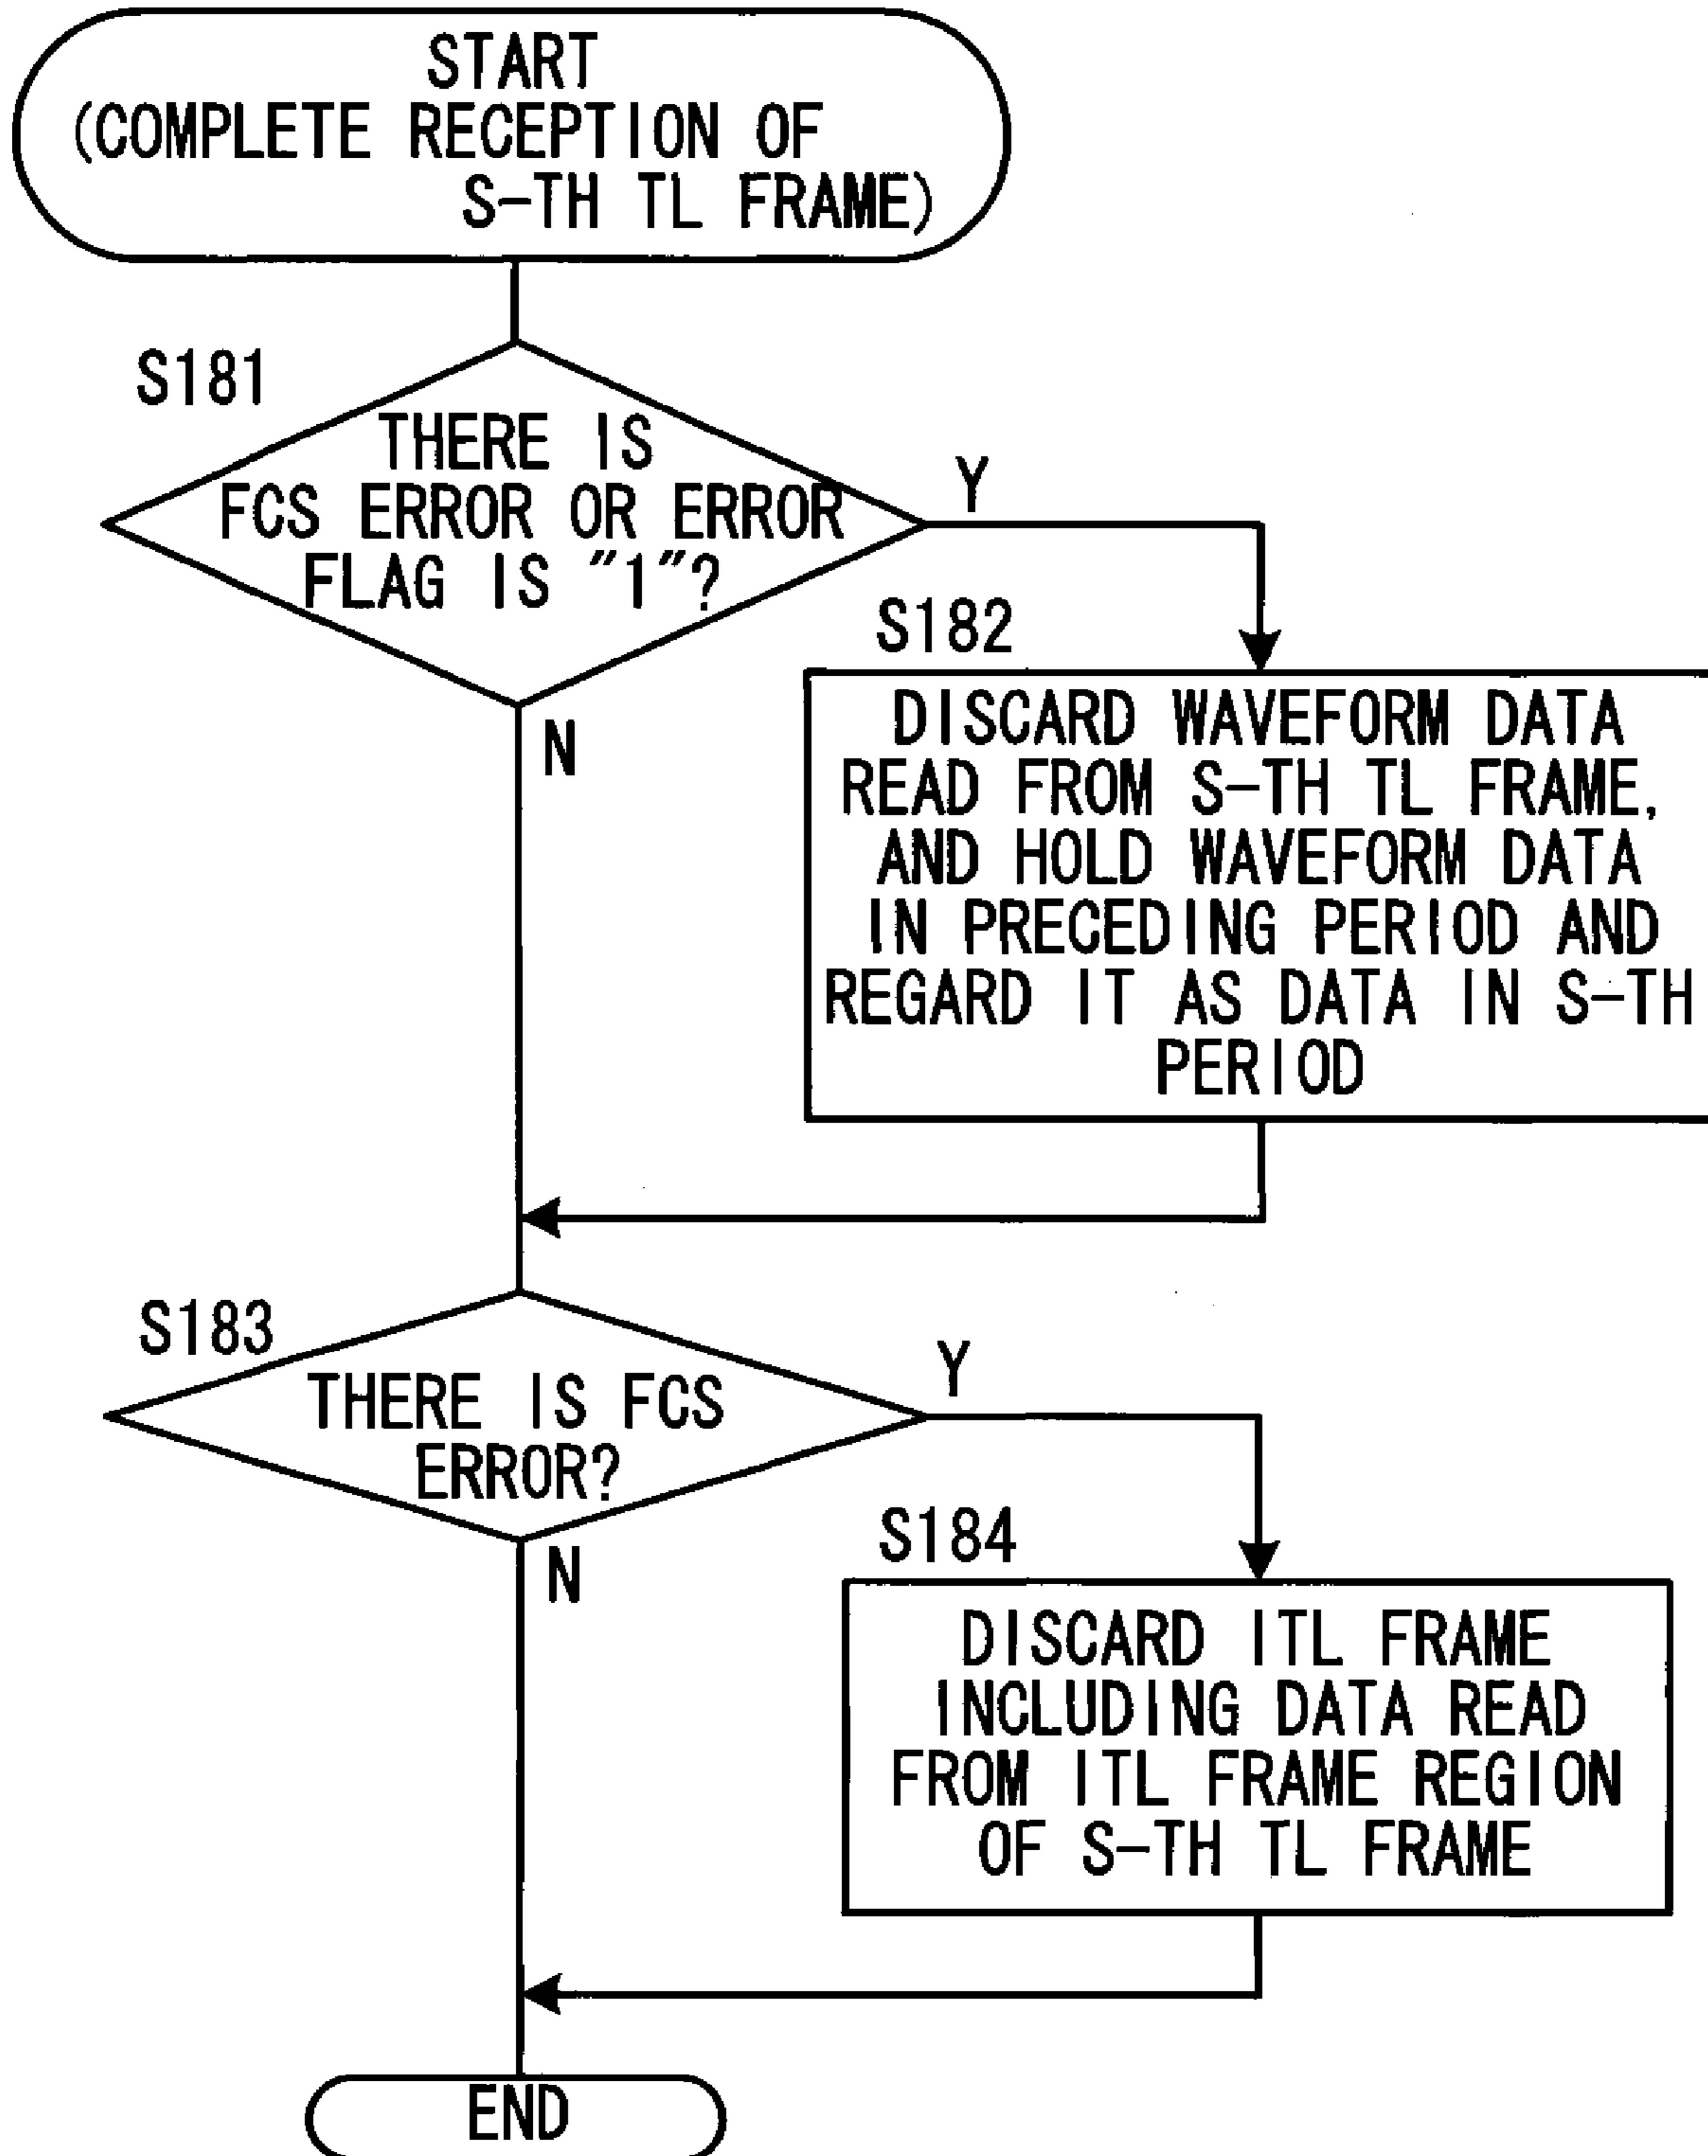 START
(COMPLETE RECEPTION OF
S-TH TL FRAME)
S181
THERE IS
FCS ERROR OR ERROR
FLAG IS "1"?
Y
N
S182
DISCARD WAVEFORM DATA
READ FROM S-TH TL FRAME,
AND HOLD WAVEFORM DATA
IN PRECEDING PERIOD AND
REGARD IT AS DATA IN S-TH
PERIOD
S183
THERE IS FCS
ERROR?
Y
N
S184
DISCARD ITL FRAME
INCLUDING DATA READ
FROM ITL FRAME REGION
OF S-TH TL FRAME
END